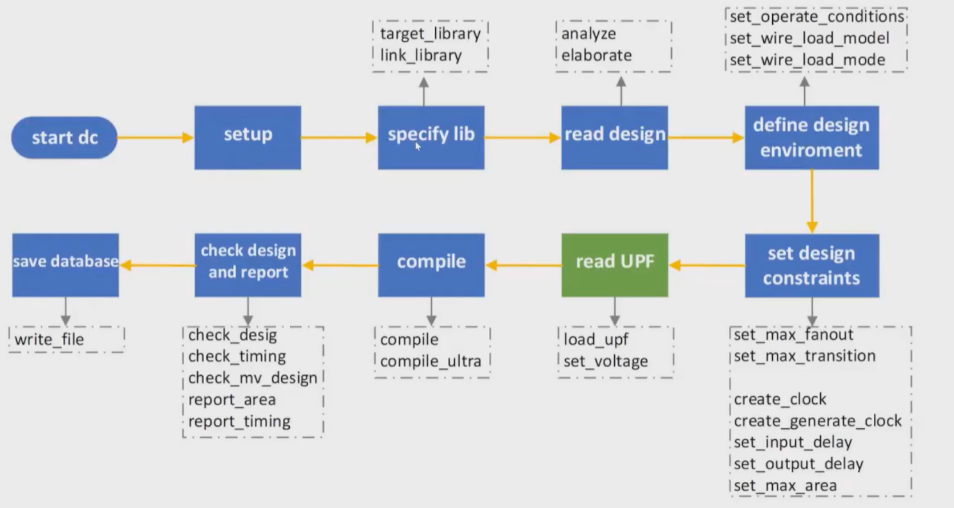 target_library
link_library
analyze
elaborate
set_operate_conditions
set_wire_load_model
set_wire_load_mode
start dc
setup
specify lib
read design
define design
enviroment
save database
check design
and report
compile
read UPF
set design
constraints
write_file
check_desig
check_timing
check_mv_design
report_area
report_timing
compile
compile_ultra
load_upf
set_voltage
set_max_fanout
set_max_transition
create_clock
create_generate_clock
set_input_delay
set_output_delay
set_max_area